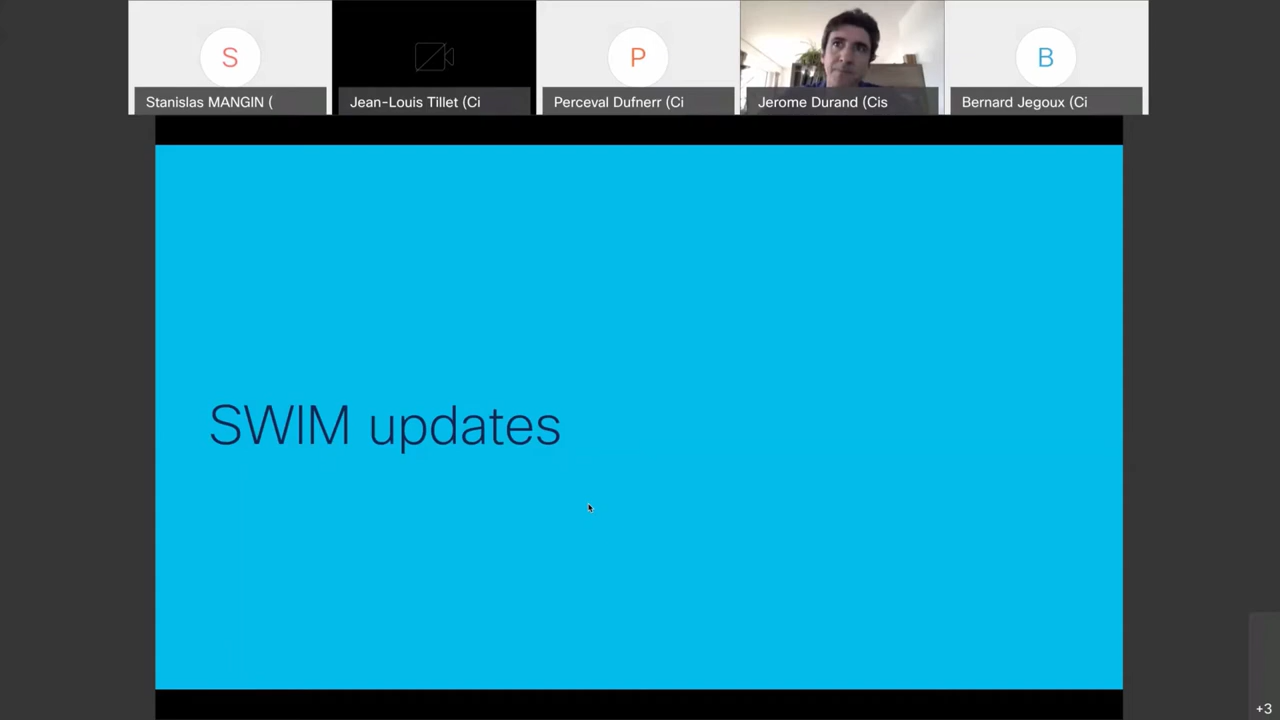 S
P
B
Stanislas MANGIN (
Jean-Louis Tillet (Ci
Perceval Dufnerr (Ci
Jerome Durand (Cis
Bernard Jegoux (Ci
SWIM updates
+3